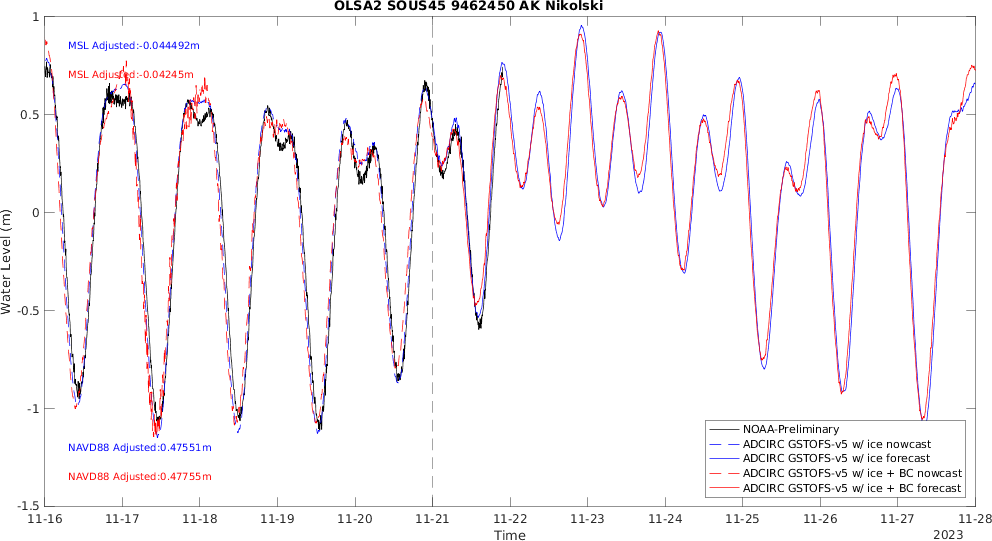 OLSA2 SOUS45 9462450 AK Nikolski
1
MSL Adjusted:-0.044492m
MSL Adjusted:-0.04245m
0.5
0
Water Level (m)
-0.5
-1
NAVD88 Adjusted:0.47551m
NAVD88 Adjusted:0.47755m
-1.5
NOAA-Preliminary
ADCIRC GSTOFS-v5 w/ ice nowcast
ADCIRC GSTOFS-v5 w/ ice forecast
ADCIRC GSTOFS-v5 w/ ice + BC nowcast
ADCIRC GSTOFS-v5 w/ ice + BC forecast
11-16 11-17 11-18 11-19 11-20 11-21 11-22 11-23 11-24 11-25 11-26 11-27 11-28
Time
2023